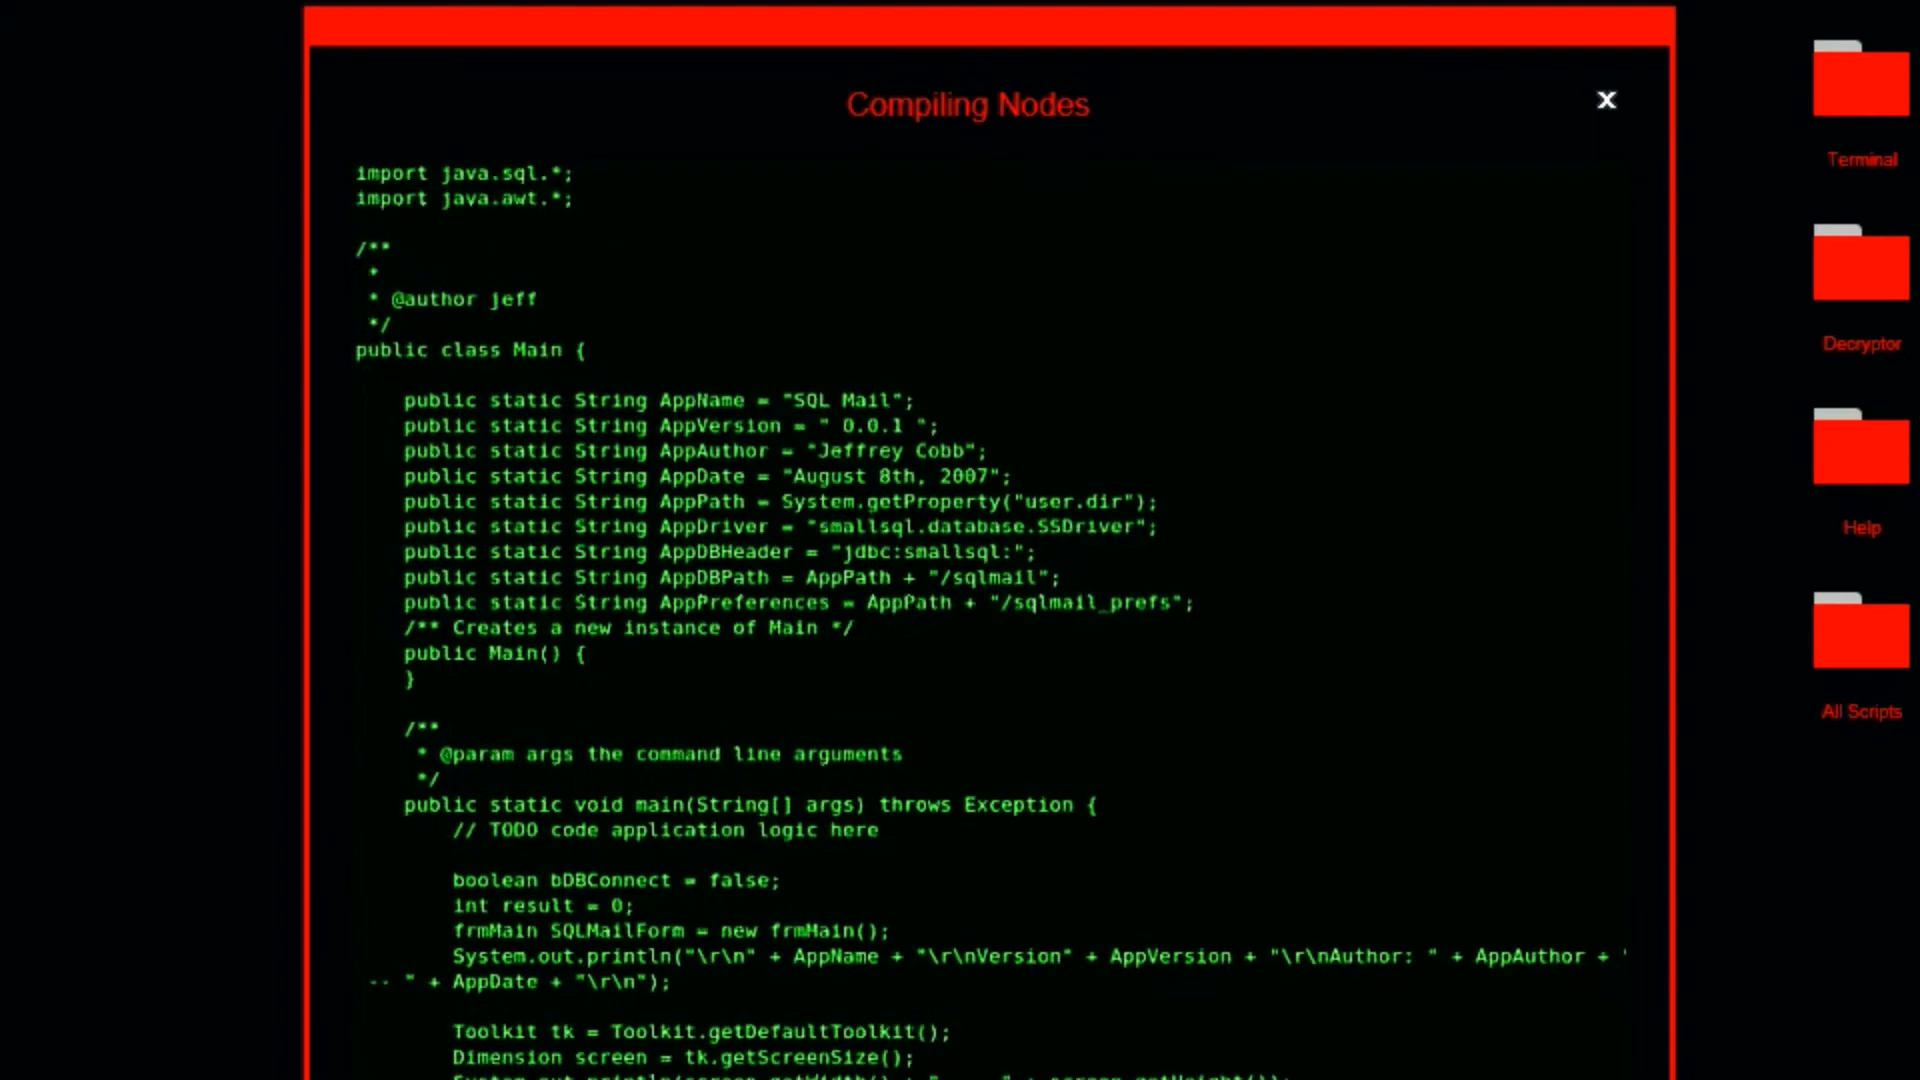 Compiling Nodes
x
import java.sql.*;
import java.awt.*;
/**
*
* @author jeff
*/
public class Main {
public static String AppName = "SQL Mail";
public static String AppVersion = " 0.0.1 ";
public static String AppAuthor = "Jeffrey Cobb";
public static String AppDate = "August 8th, 2007";
public static String AppPath = System.getProperty("user.dir");
public static String AppDriver = "smallsql.database.SSDriver";
public static String AppDBHeader = "jdbc:smallsql:";
public static String AppDBPath = AppPath + "/sqlmail";
public static String AppPreferences = AppPath + "/sqlmail_prefs";
/** Creates a new instance of Main */
public Main() {
}
/**
* @param args the command line arguments
*/
public static void main(String[] args) throws Exception {
// TODO code application logic here
boolean bDBConnect = false;
int result = 0;
frmMain SQLMailForm = new frmMain();
System.out.println("\r\n" + AppName + "\r\nVersion" + AppVersion + "\r\nAuthor: " + AppAuthor + "
-- " + AppDate + "\r\n");
Toolkit tk = Toolkit.getDefaultToolkit();
Dimension screen = tk.getScreenSize();
Terminal
Decryptor
Help
All Scripts